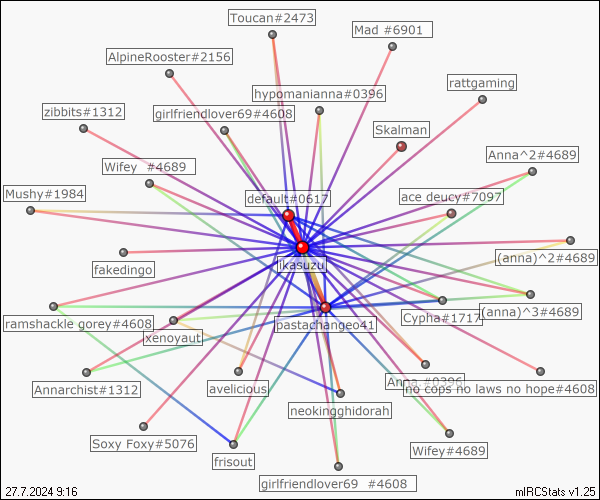 Toucan#2473
Mad #6901
AlpineRooster#2156
rattgaming
hypomanianna#0396
zibbits#1312
girlfriendlover69#4608
Skalman
Anna^2#4689
Wifey  #4689
Mushy#1984
default#0617
ace deucy#7097
(anna)^2#4689
ikasuzu
fakedingo
(anna)^3#4689
Cypha#1717
ramshackle gorey#4608
pastachangeo41
xenoyaut
Anna #0396
Annarchist#1312
avelicious
no cops no laws no hope#4608
neokingghidorah
Soxy Foxy#5076
Wifey#4689
frisout
girlfriendlover69  #4608
27.7.2024 9:16
mIRCStats v1.25